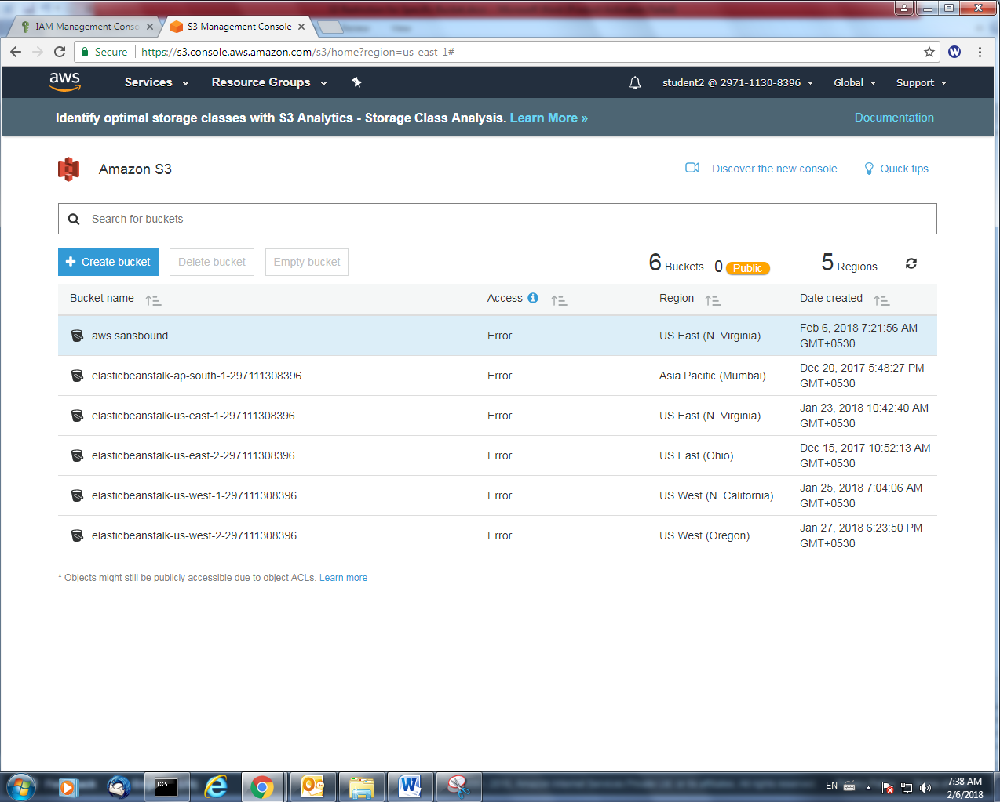 IAM Management Conso
S3 Management Console
Secure https://s3.console.aws.amazon.com/s3/home?region=us-east-1#
aws Services Resource Groups student2 @ 2971-1130-8396 Global Support
Identify optimal storage classes with S3 Analytics - Storage Class Analysis. Learn More » Documentation
Amazon S3 Discover the new console Quick tips
Search for buckets
Create bucket Delete bucket Empty bucket 6 Buckets 0 Public 5 Regions
Bucket name Access Region Date created
aws.sansbound Error US East (N. Virginia) Feb 6, 2018 7:21:56 AM
GMT+0530
elasticbeanstalk-ap-south-1-297111308396 Error Asia Pacific (Mumbai) Dec 20, 2017 5:48:27 PM
GMT+0530
elasticbeanstalk-us-east-1-297111308396 Error US East (N. Virginia) Jan 23, 2018 10:42:40 AM
GMT+0530
elasticbeanstalk-us-east-2-297111308396 Error US East (Ohio) Dec 15, 2017 10:52:13 AM
GMT+0530
elasticbeanstalk-us-west-1-297111308396 Error US West (N. California) Jan 25, 2018 7:04:06 AM
GMT+0530
elasticbeanstalk-us-west-2-297111308396 Error US West (Oregon) Jan 27, 2018 6:23:50 PM
GMT+0530
* Objects might still be publicly accessible due to object ACLs. Learn more
EN 7:38 AM
2/6/2018